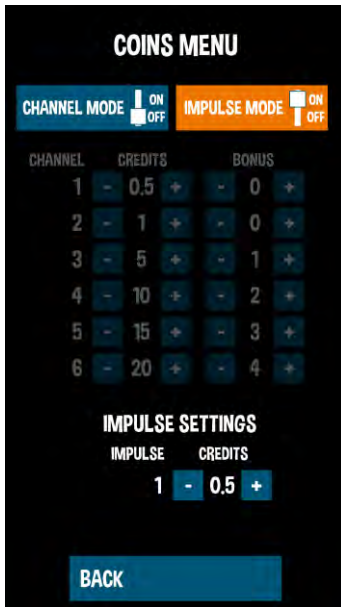 COINS MENU
CHANNEL MODE ON OFF IMPULSE MODE ON OFF
CHANNEL CREDITS BONUS
1 - 0.5 + - 0 +
2 - 1 + - 0 +
3 - 5 + - 1 +
4 - 10 + - 2 +
5 - 15 + - 3 +
6 - 20 + - 4 +
IMPULSE SETTINGS
IMPULSE CREDITS
1 - 0.5 +
BACK